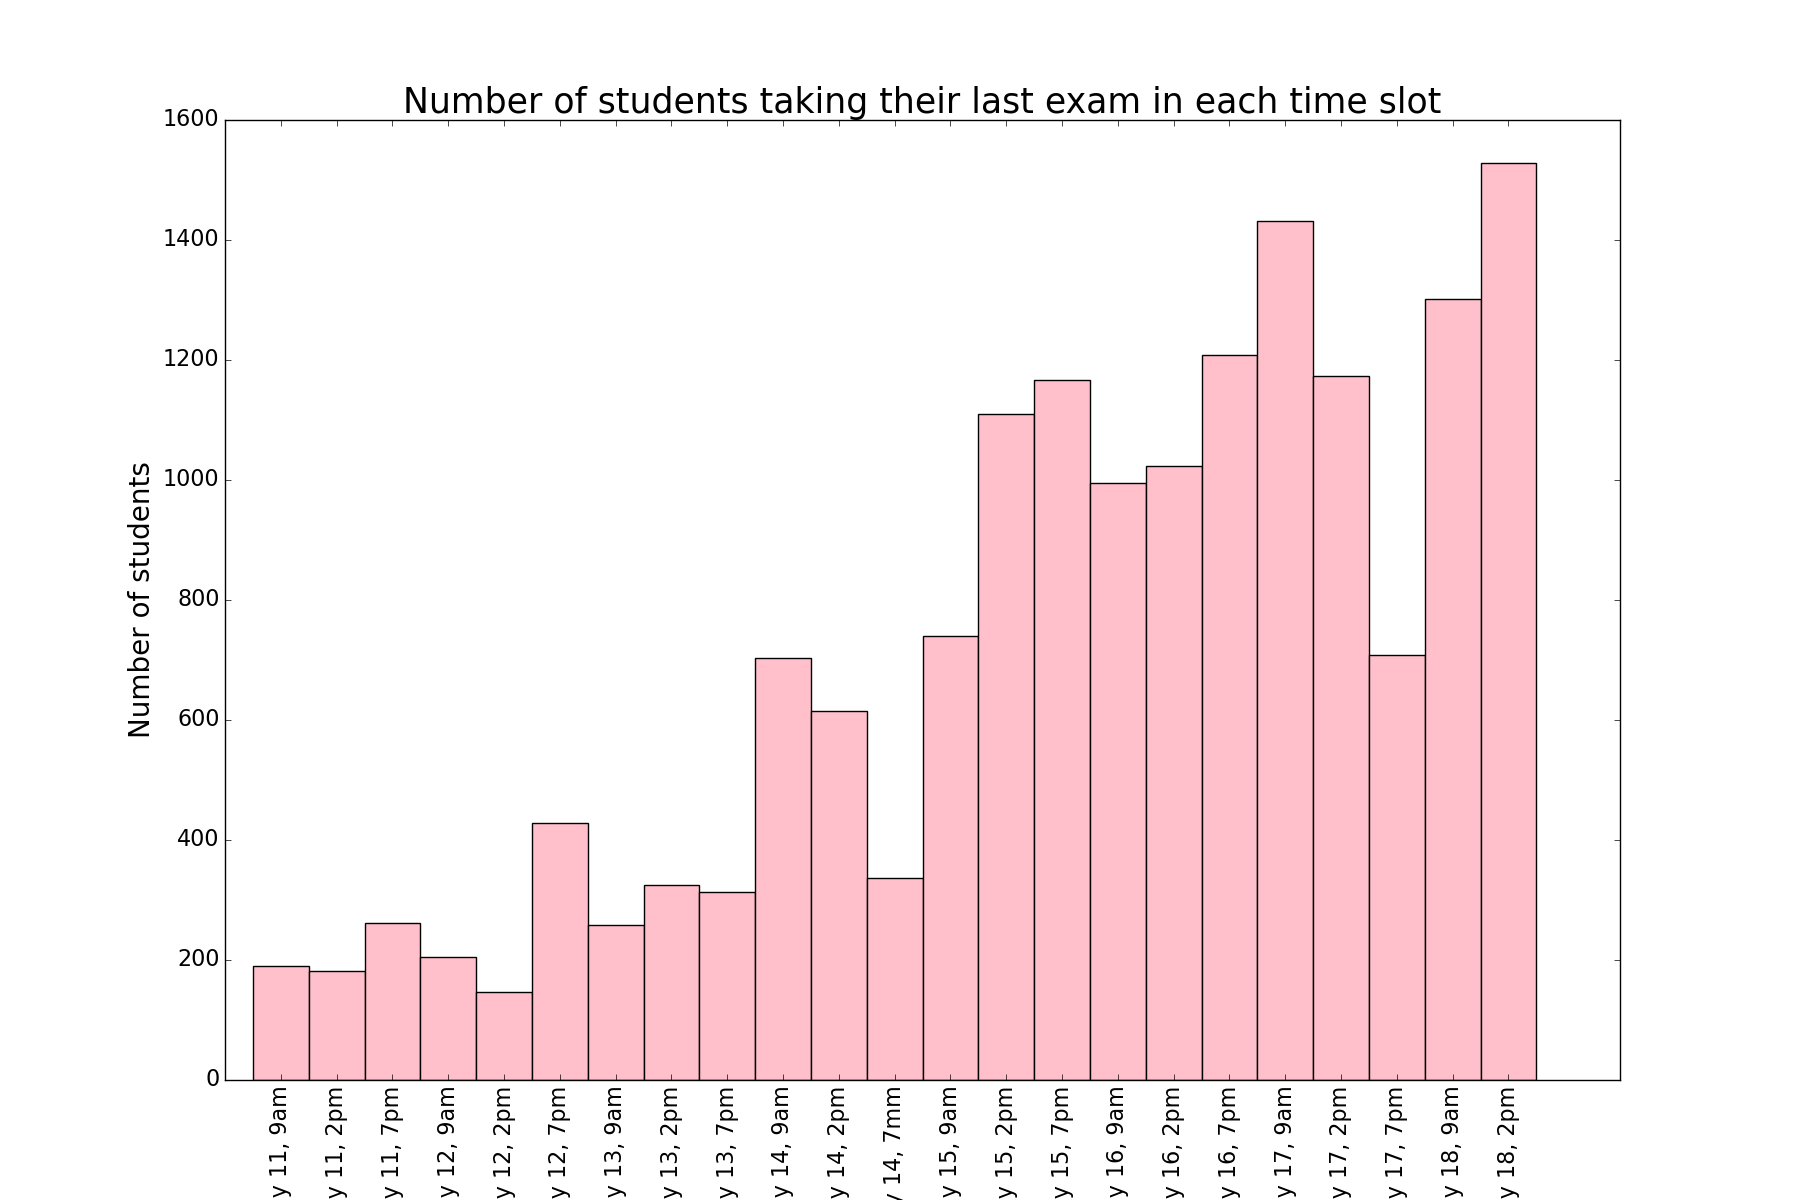 Number of students taking their last exam in each time slot
1600
1400
1200
1000
800
600
400
200
0
Number of students
y 11, 9am
y 11, 2pm
y 11, 7pm
y 12, 9am
y 12, 2pm
y 12, 7pm
y 13, 9am
y 13, 2pm
y 13, 7pm
y 14, 9am
y 14, 2pm
y 14, 7mm
y 15, 9am
y 15, 2pm
y 15, 7pm
y 16, 9am
y 16, 2pm
y 16, 7pm
y 17, 9am
y 17, 2pm
y 17, 7pm
y 18, 9am
y 18, 2pm